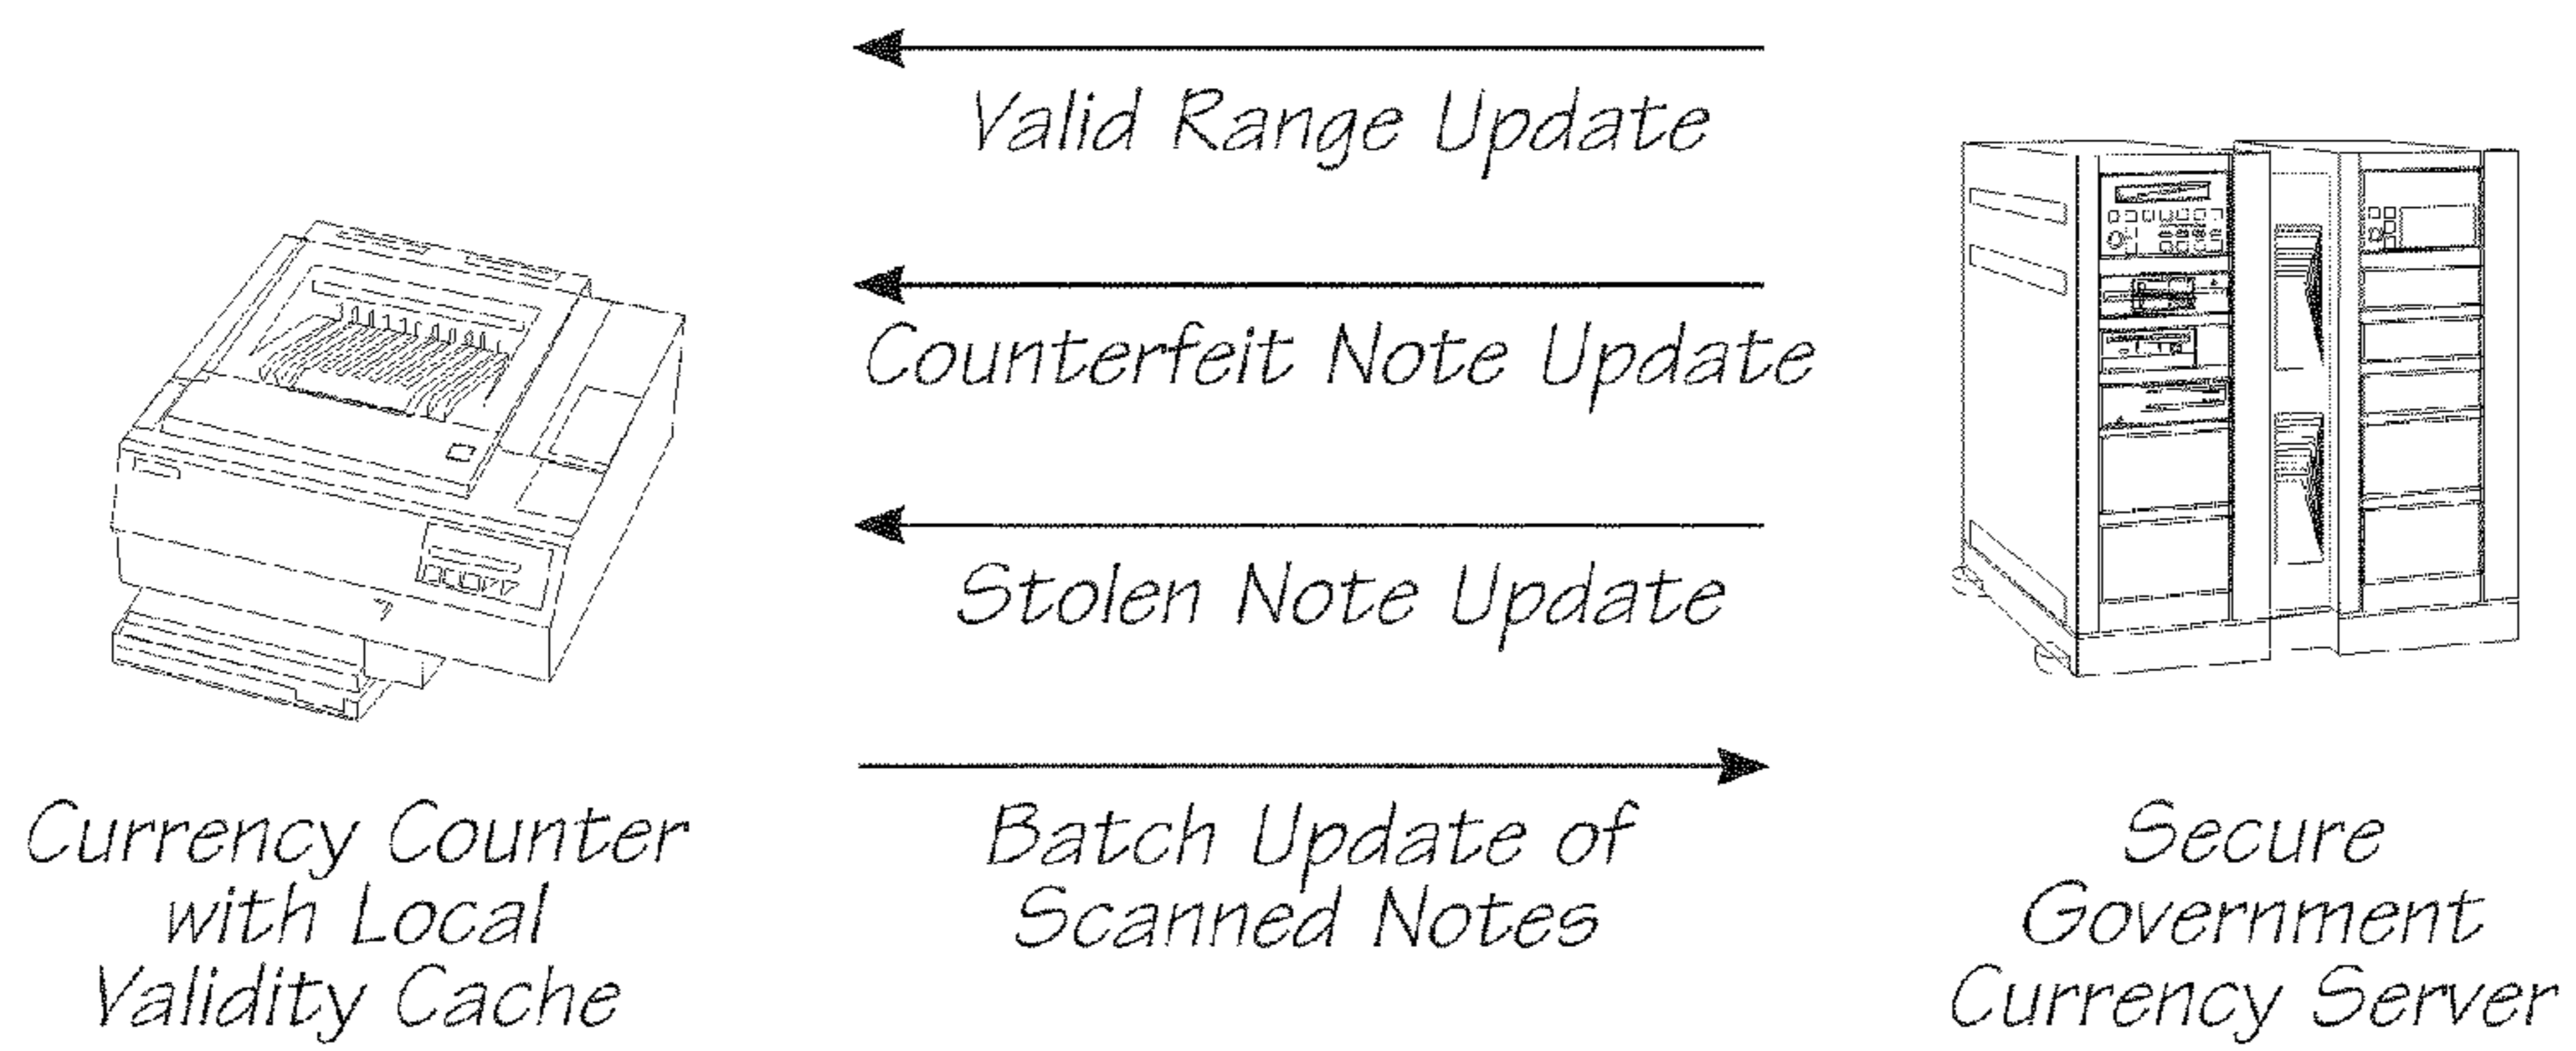 Valid Range Update
Counterfeit Note Update
Stolen Note Update
Batch Update of
Scanned Notes
Currency Counter
with Local
Validity Cache
Secure
Government
Currency Server